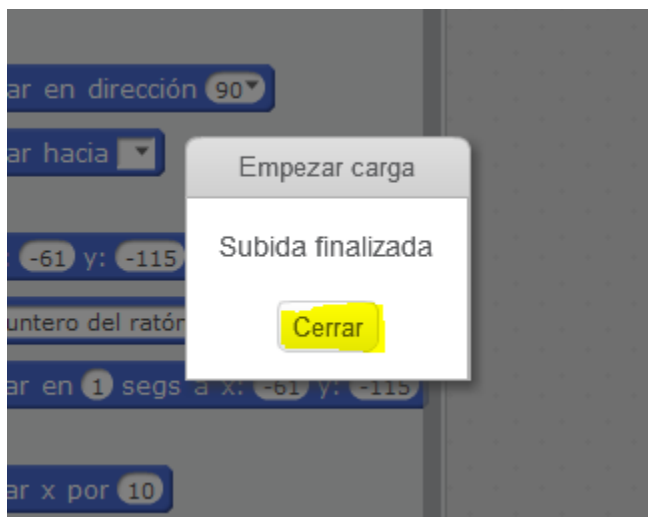 ar en dirección 90
ar hacia
Empezar carga
Subida finalizada
: -61 y: -115
Cerrar
untero del ratón
ar en 1 segs a x: -61 y: -115
ar x por 10